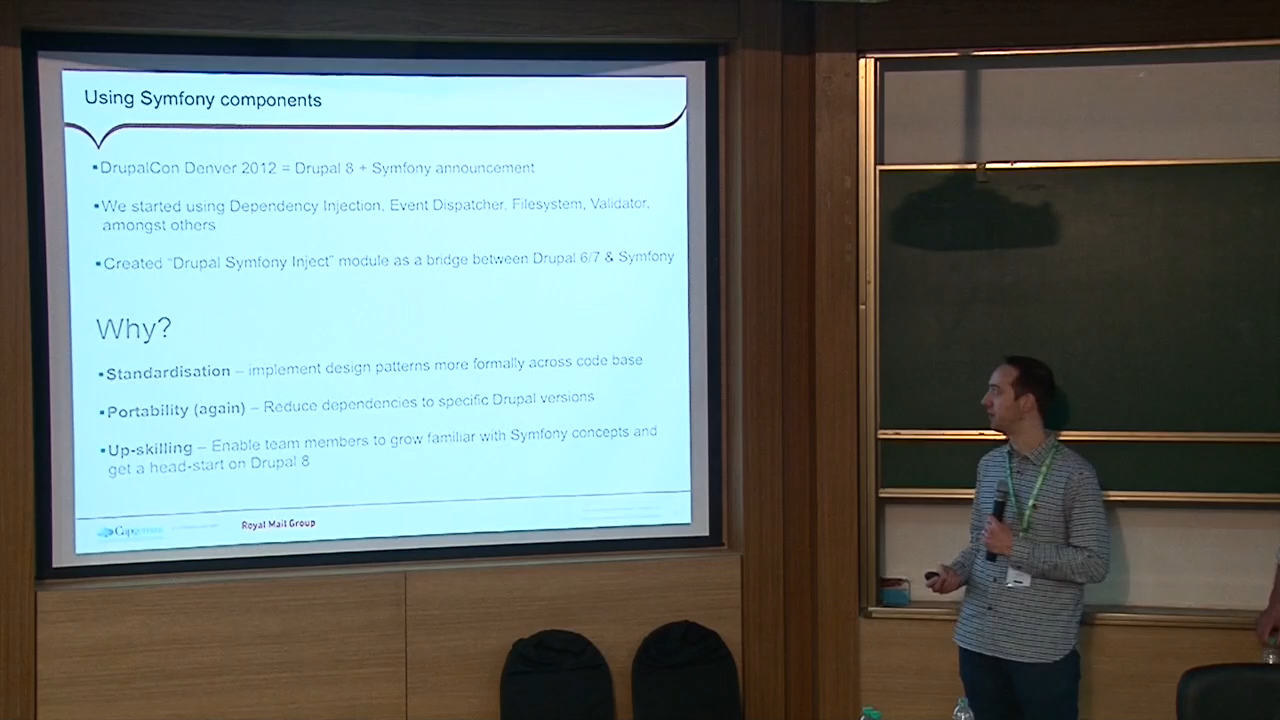 Using Symfony components
▪DrupalCon Denver 2012 = Drupal 8 + Symfony announcement
▪We started using Dependency Injection, Event Dispatcher, Filesystem, Validator,
amongst others
▪Created "Drupal Symfony Inject" module as a bridge between Drupal 6/7 & Symfony
Why?
▪Standardisation – implement design patterns more formally across code base
▪Portability (again) – Reduce dependencies to specific Drupal versions
▪Up-skilling – Enable team members to grow familiar with Symfony concepts and
get a head-start on Drupal 8
Capgemini
Royal Mail Group